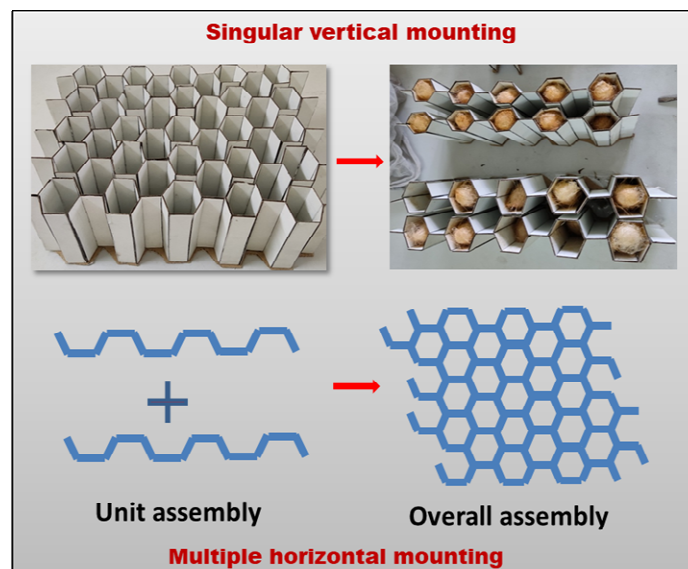 Singular vertical mounting
Unit assembly
Overall assembly
Multiple horizontal mounting